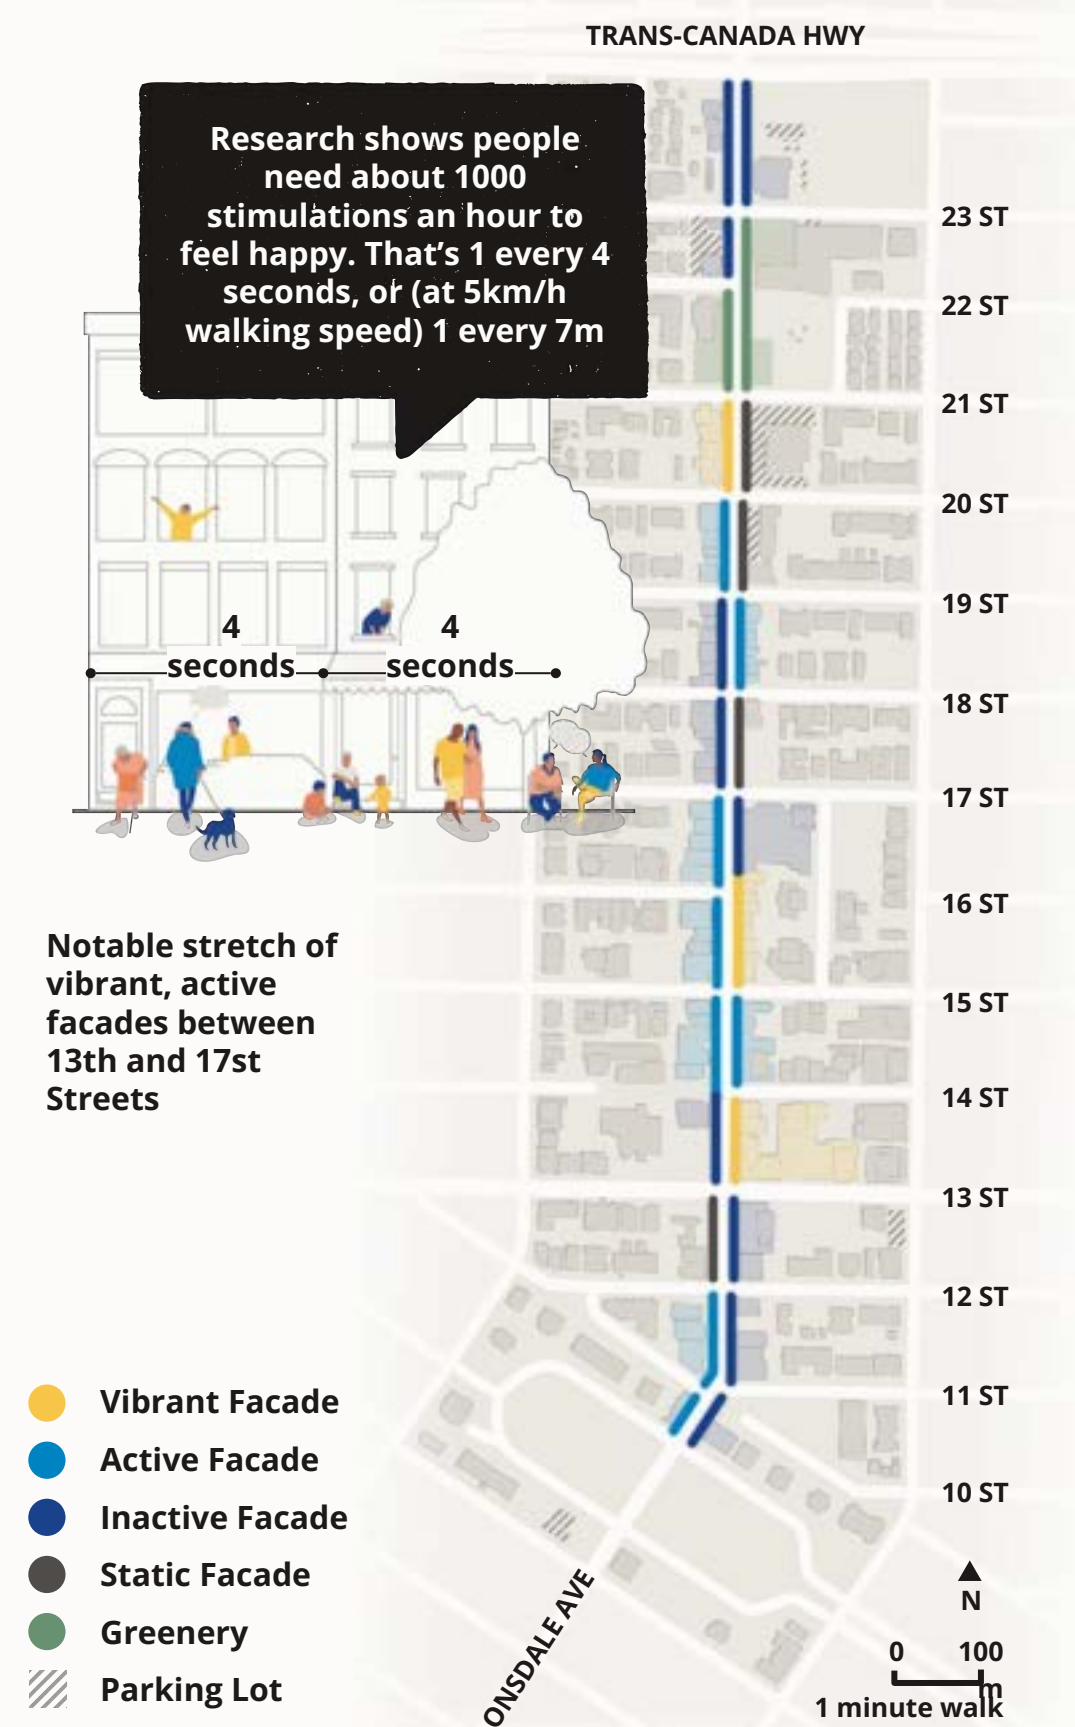 TRANS-CANADA HWY
Research shows people
need about 1000
stimulations an hour to
feel happy. That's 1 every 4
seconds, or (at 5km/h
walking speed) 1 every 7m
23 ST
22 ST
21 ST
20 ST
4
seconds
4
seconds
19 ST
18 ST
17 ST
16 ST
Notable stretch of
vibrant, active
facades between
13th and 17st
Streets
15 ST
14 ST
13 ST
12 ST
11 ST
10 ST
Vibrant Facade
Active Facade
Inactive Facade
Static Facade
Greenery
Parking Lot
ONSDALE AVE
N
0
100
m
1 minute walk